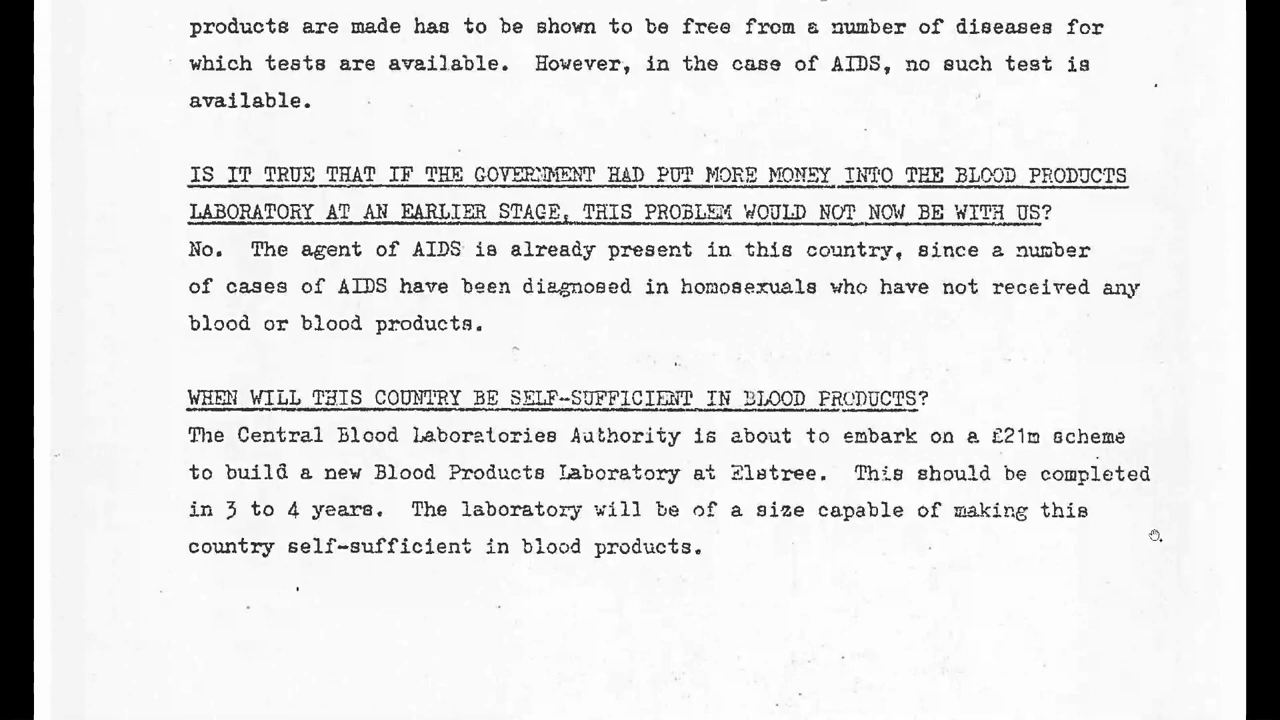 products are made has to be shown to be free from a number of diseases for
which tests are available. However, in the case of AIDS, no such test is
available.
IS IT TRUE THAT IF THE GOVERNMENT HAD PUT MORE MONEY INTO THE BLOOD PRODUCTS
LABORATORY AT AN EARLIER STAGE, THIS PROBLEM WOULD NOT NOW BE WITH US?
No. The agent of AIDS is already present in this country, since a number
of cases of AIDS have been diagnosed in homosexuals who have not received any
blood or blood products.
WHEN WILL THIS COUNTRY BE SELF-SUFFICIENT IN BLOOD PRODUCTS?
The Central Blood Laboratories Authority is about to embark on a £21m scheme
to build a new Blood Products Laboratory at Elstree. This should be completed
in 3 to 4 years. The laboratory will be of a size capable of making this
country self-sufficient in blood products.